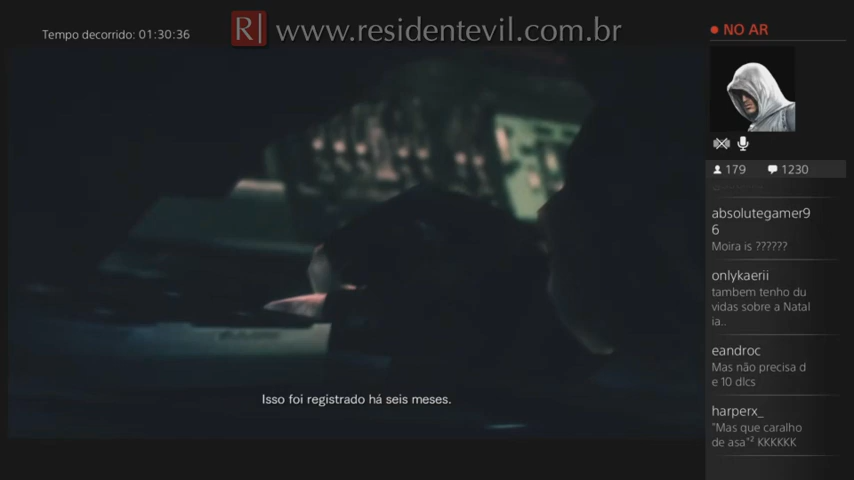 Tempo decorrido: 01:30:36
R| www.residentevil.com.br
NO AR
179 1230
absolutegamer9
6
Moira is ??????
onlykaerii
tambem tenho du
vidas sobre a Natal
ia..
eandroc
Mas não precisa d
e 10 dlcs
harperx_
"Mas que caralho
de asa"² KKKKKK
Isso foi registrado há seis meses.